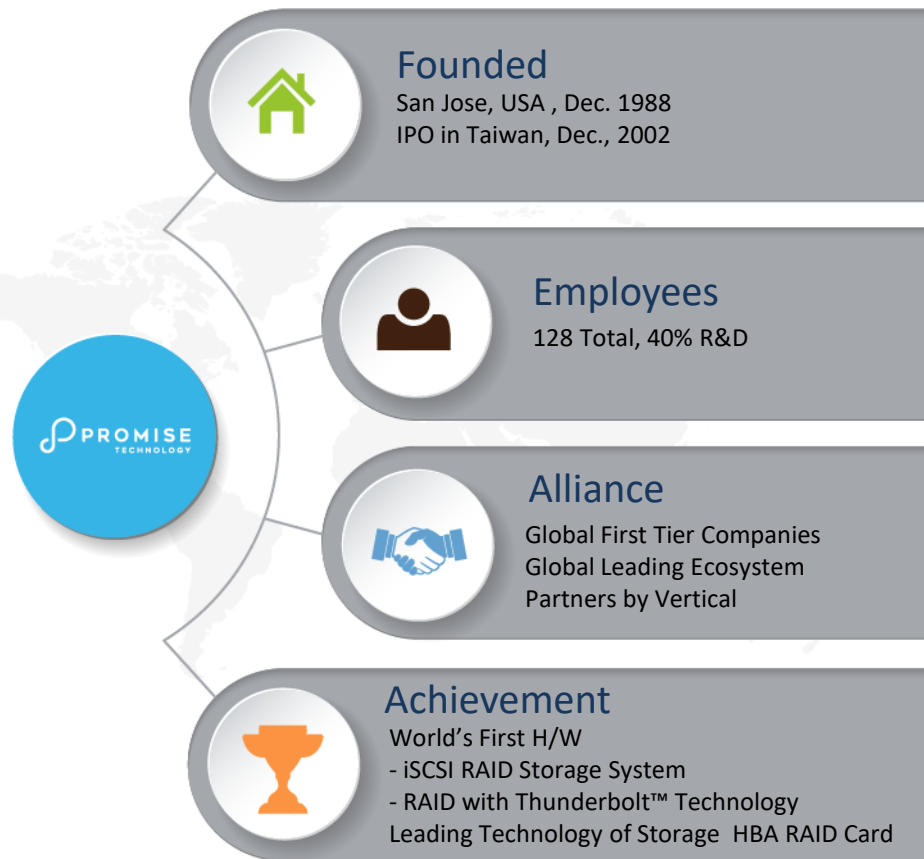 Founded
San Jose, USA , Dec. 1988
IPO in Taiwan, Dec., 2002
Employees
128 Total, 40% R&D
PROMISE
TECHNOLOGY
Alliance
Global First Tier Companies
Global Leading Ecosystem
Partners by Vertical
Achievement
World's First H/W
- iSCSI RAID Storage System
- RAID with Thunderbolt™ Technology
Leading Technology of Storage  HBA RAID Card